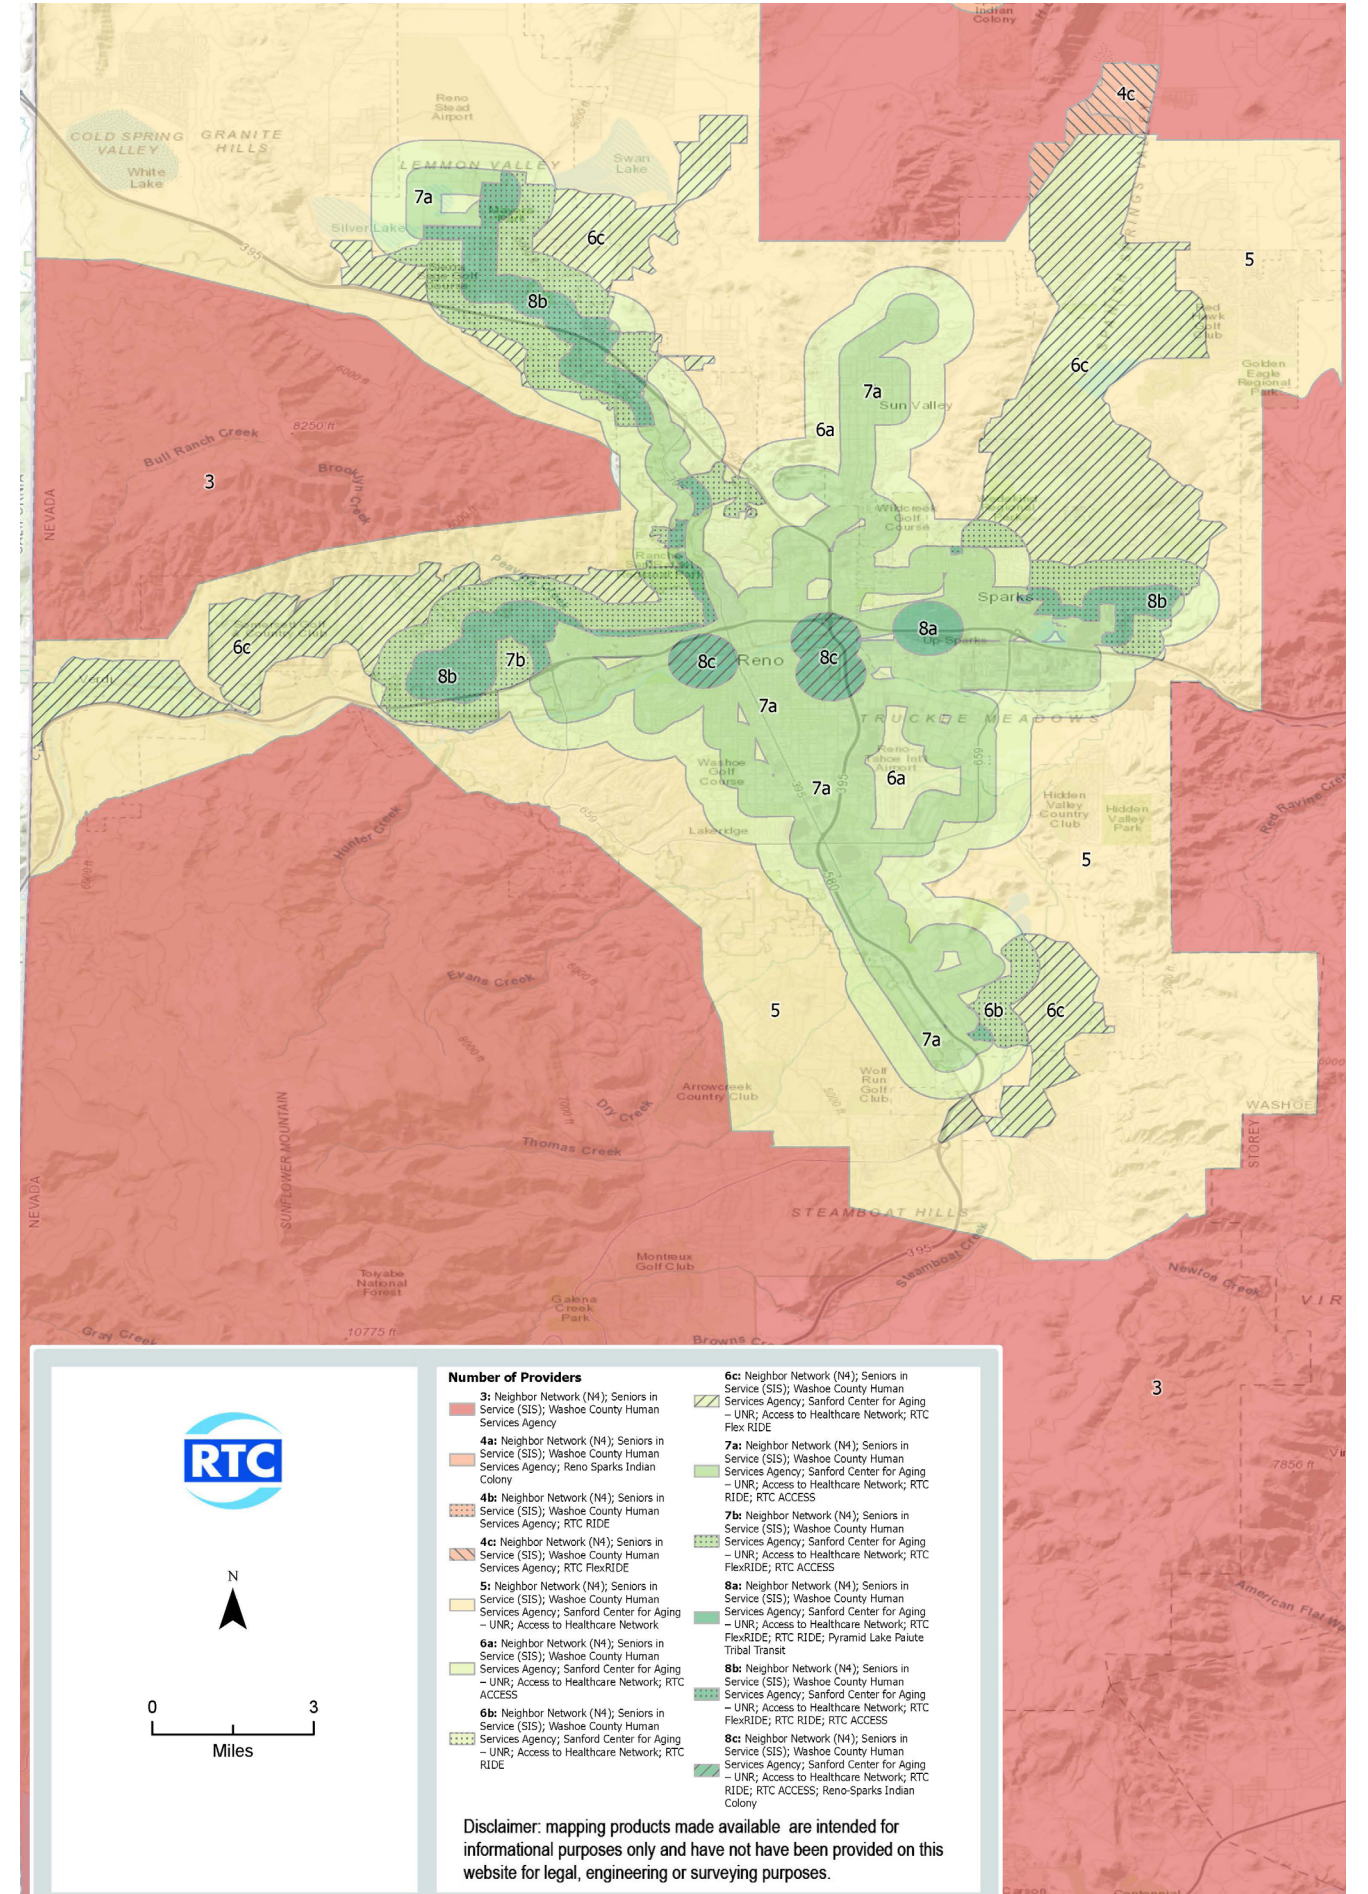 Indian
Colony
4c
Reno
Stead
Airport
COLD SPRING
VALLEY
GRANITE
HILLS
White
Lake
LEMMON VALLEY
Swan
Lake
7a
Silver Lake
6c
395
5
8b
Red
Hawk
Golf
Club
6c
Golden
Eagle
Regional
Park
6000 ft
7a
Sun Valley
6a
8250 ft
Bull Ranch Creek
Brooklyn Creek
3
NEVADA
Wildcreek
Golf
Course
Peavine Creek
Sparks
8b
Somersett Golf
Country Club
6c
8a
8c
Reno
8c
7b
8b
Verdi
7a
TRUCKEE MEADOWS
Reno-
Tahoe Int'l
Airport
659
Washoe
Golf
Course
6a
7a
395
395
Hidden
Valley
Country
Club
Hidden
Valley
Park
Red Ravine Creek
659
Lakeridge
Hunter Creek
5
580
Evans Creek
5
6b
6c
7a
Wolf
Run
Golf
Club
Arrowcreek
Country Club
Dry Creek
WASHOE
STOREY
Thomas Creek
SUNFLOWER MOUNTAIN
NEVADA
STEAMBOAT HILLS
395
Steamboat Creek
Montreux
Golf Club
Newton Creek
Toiyabe
National
Forest
Galena
Creek
Park
VIR
10775 ft
Gray Creek
Browns Cre
3
7856 ft
American Flat Wa
RTC
N
0 3
Miles
Number of Providers
3: Neighbor Network (N4); Seniors in
Service (SIS); Washoe County Human
Services Agency
4a: Neighbor Network (N4); Seniors in
Service (SIS); Washoe County Human
Services Agency; Reno Sparks Indian
Colony
4b: Neighbor Network (N4); Seniors in
Service (SIS); Washoe County Human
Services Agency; RTC RIDE
4c: Neighbor Network (N4); Seniors in
Service (SIS); Washoe County Human
Services Agency; RTC FlexRIDE
5: Neighbor Network (N4); Seniors in
Service (SIS); Washoe County Human
Services Agency; Sanford Center for Aging
– UNR; Access to Healthcare Network
6a: Neighbor Network (N4); Seniors in
Service (SIS); Washoe County Human
Services Agency; Sanford Center for Aging
– UNR; Access to Healthcare Network; RTC
ACCESS
6b: Neighbor Network (N4); Seniors in
Service (SIS); Washoe County Human
Services Agency; Sanford Center for Aging
– UNR; Access to Healthcare Network; RTC
RIDE
6c: Neighbor Network (N4); Seniors in
Service (SIS); Washoe County Human
Services Agency; Sanford Center for Aging
– UNR; Access to Healthcare Network; RTC
Flex RIDE
7a: Neighbor Network (N4); Seniors in
Service (SIS); Washoe County Human
Services Agency; Sanford Center for Aging
– UNR; Access to Healthcare Network; RTC
RIDE; RTC ACCESS
7b: Neighbor Network (N4); Seniors in
Service (SIS); Washoe County Human
Services Agency; Sanford Center for Aging
– UNR; Access to Healthcare Network; RTC
FlexRIDE; RTC ACCESS
8a: Neighbor Network (N4); Seniors in
Service (SIS); Washoe County Human
Services Agency; Sanford Center for Aging
– UNR; Access to Healthcare Network; RTC
FlexRIDE; RTC RIDE; Pyramid Lake Paiute
Tribal Transit
8b: Neighbor Network (N4); Seniors in
Service (SIS); Washoe County Human
Services Agency; Sanford Center for Aging
– UNR; Access to Healthcare Network; RTC
FlexRIDE; RTC RIDE; RTC ACCESS
8c: Neighbor Network (N4); Seniors in
Service (SIS); Washoe County Human
Services Agency; Sanford Center for Aging
– UNR; Access to Healthcare Network; RTC
RIDE; RTC ACCESS; Reno-Sparks Indian
Colony
Disclaimer: mapping products made available are intended for
informational purposes only and have not have been provided on this
website for legal, engineering or surveying purposes.